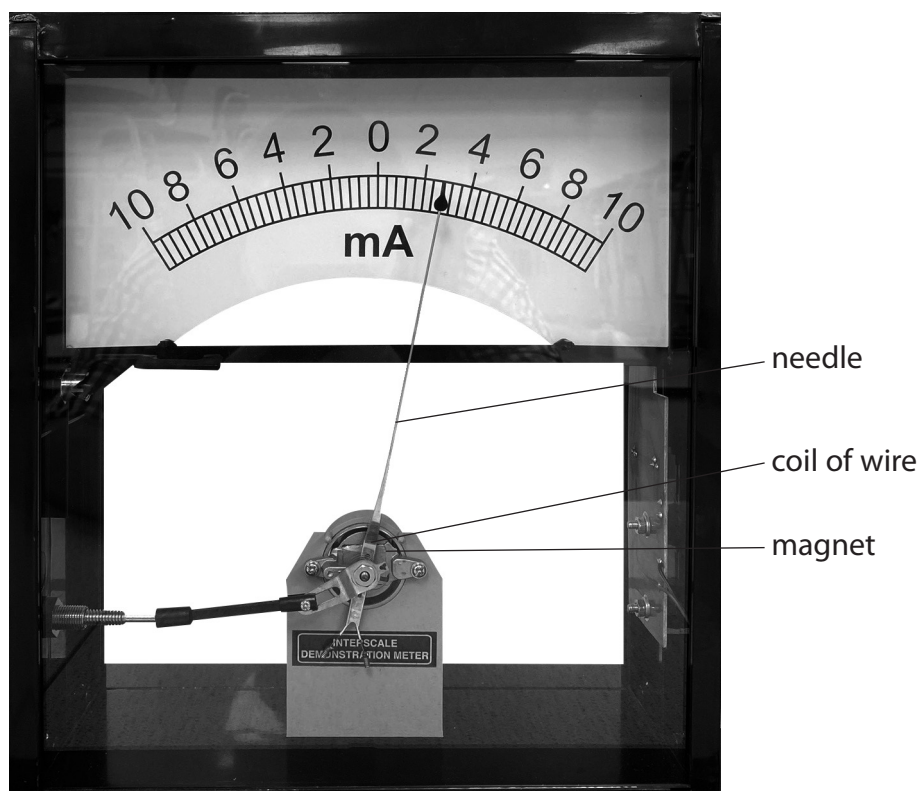 10 8 6 4 2 0 2 4 6 8 10
mA
needle
coil of wire
magnet
INTERSCALE
DEMONSTRATION METER